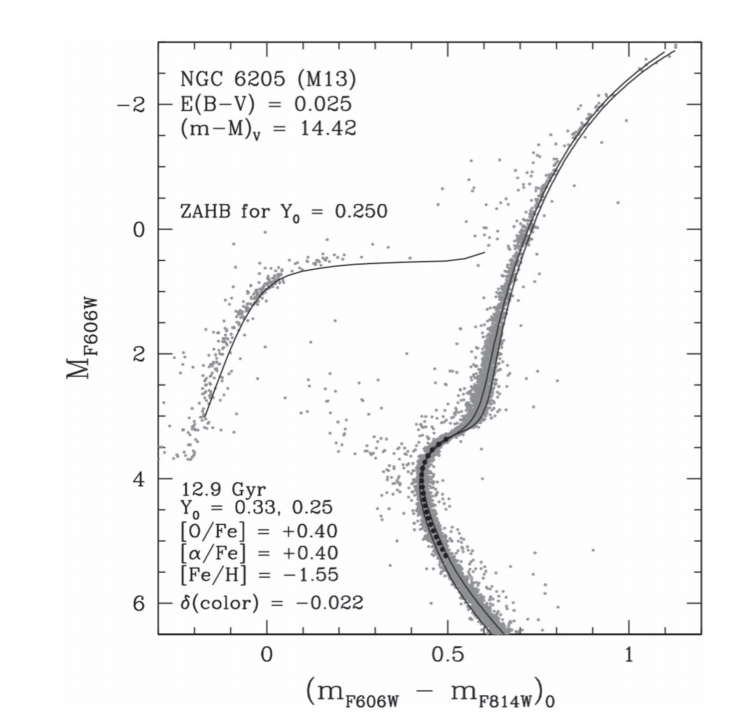 NGC 6205 (M13)
E(B−V) = 0.025
(m−M)V = 14.42
ZAHB for Y0 = 0.250
12.9 Gyr
Y0 = 0.33, 0.25
[O/Fe] = +0.40
[α/Fe] = +0.40
[Fe/H] = −1.55
δ(color) = −0.022
MF606W
−2
0
2
4
6
0 0.5 1
(mF606W − mF814W)0